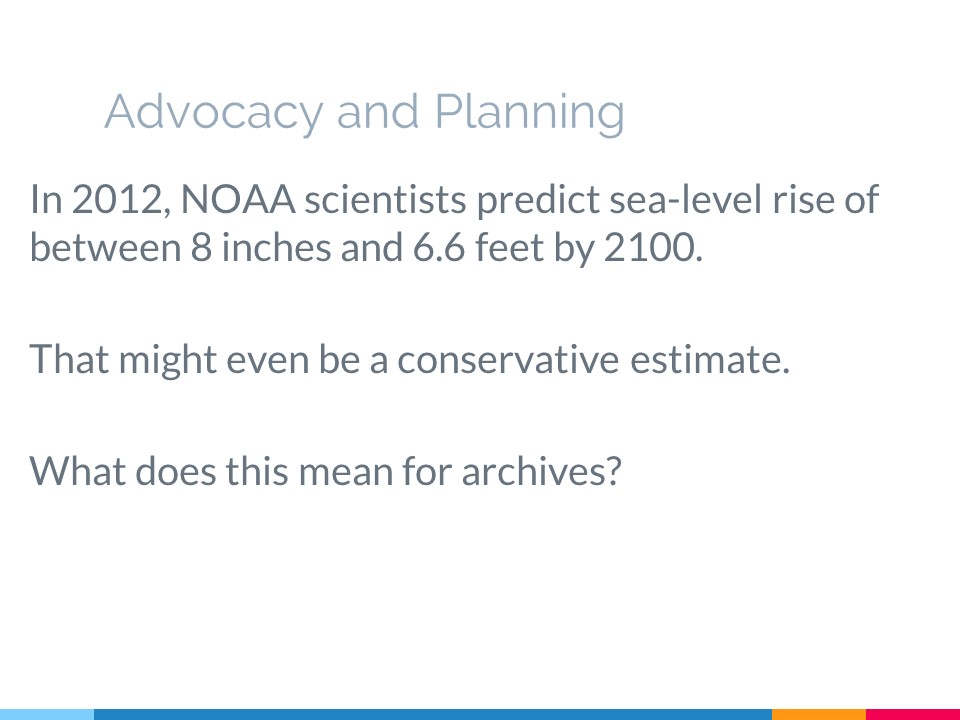 Advocacy and Planning
In 2012, NOAA scientists predict sea-level rise of
between 8 inches and 6.6 feet by 2100.
That might even be a conservative estimate.
What does this mean for archives?